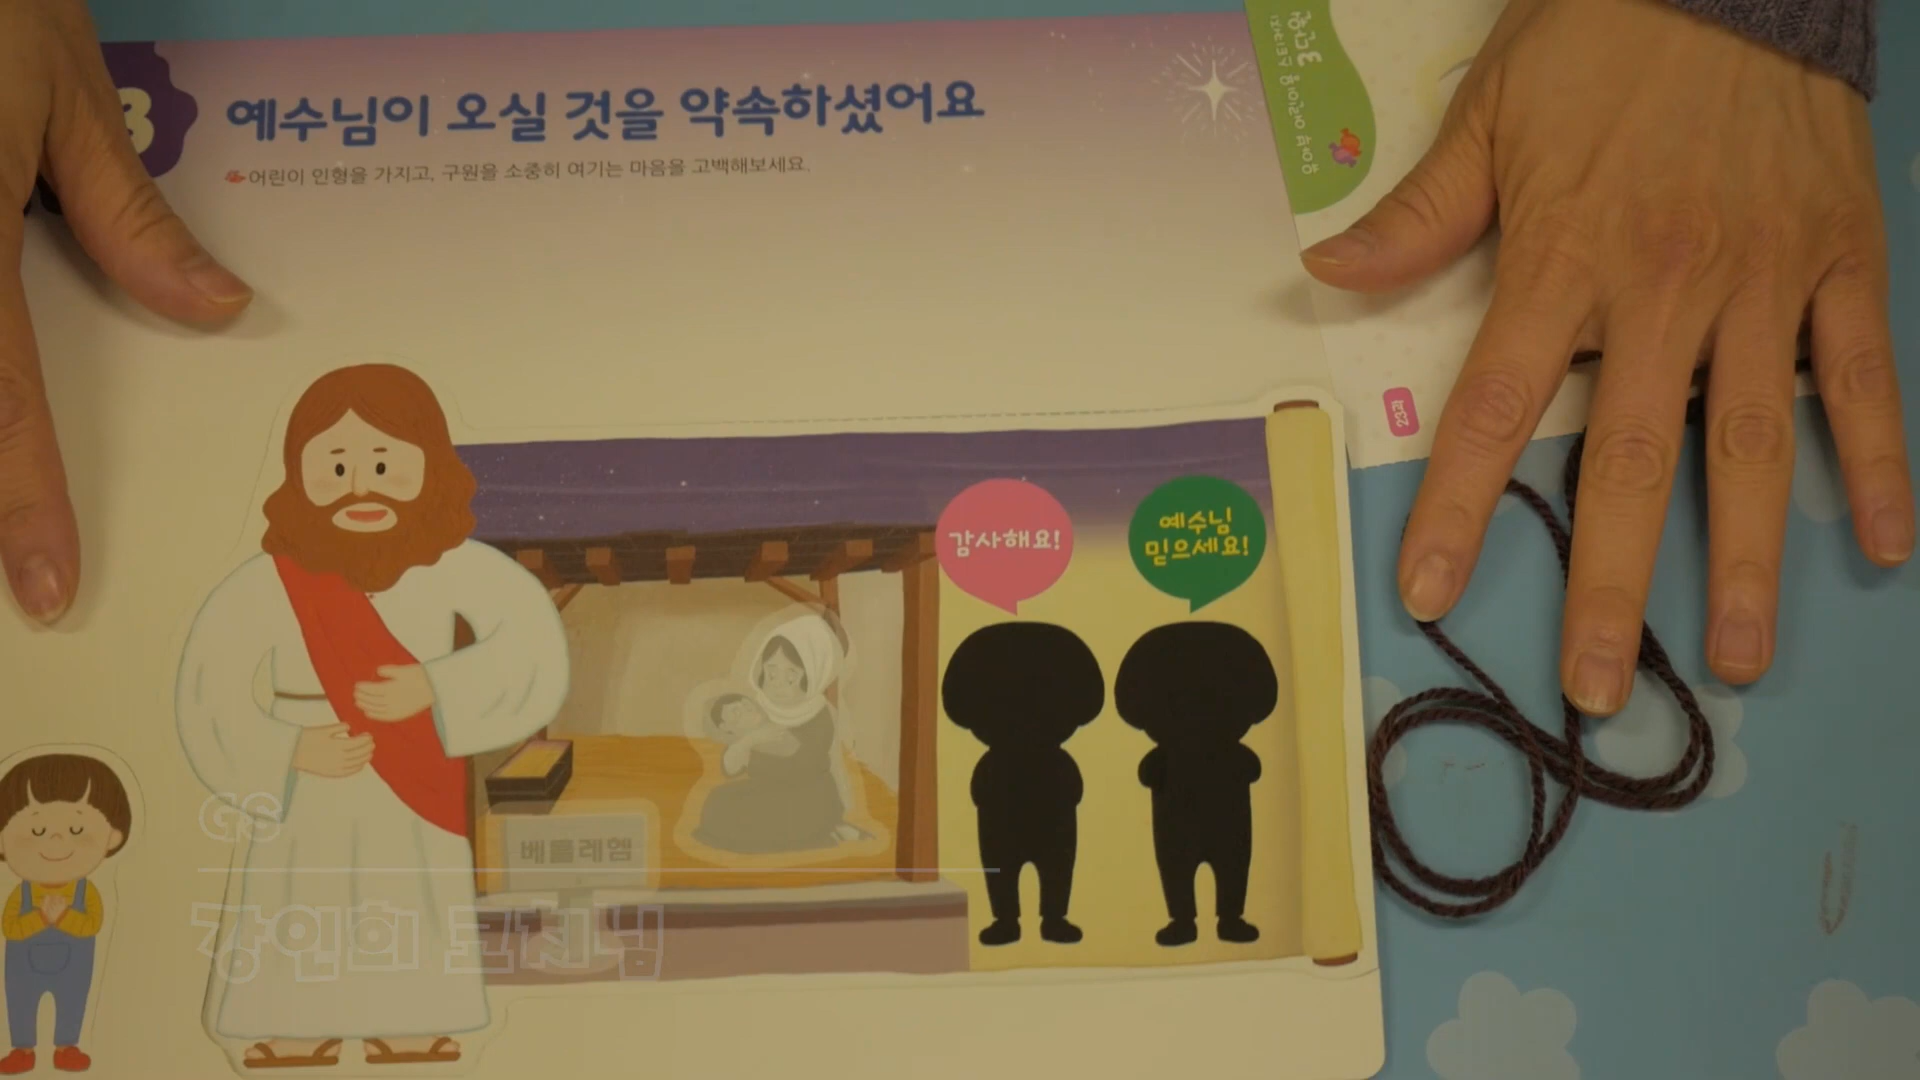 3
예수님이 오실 것을 약속하셨어요
어린이 인형을 가지고, 구원을 소중히 여기는 마음을 고백해보세요.
감사해요!
예수님
믿으세요!
베들레헴
23과
GS
강인희 코치님